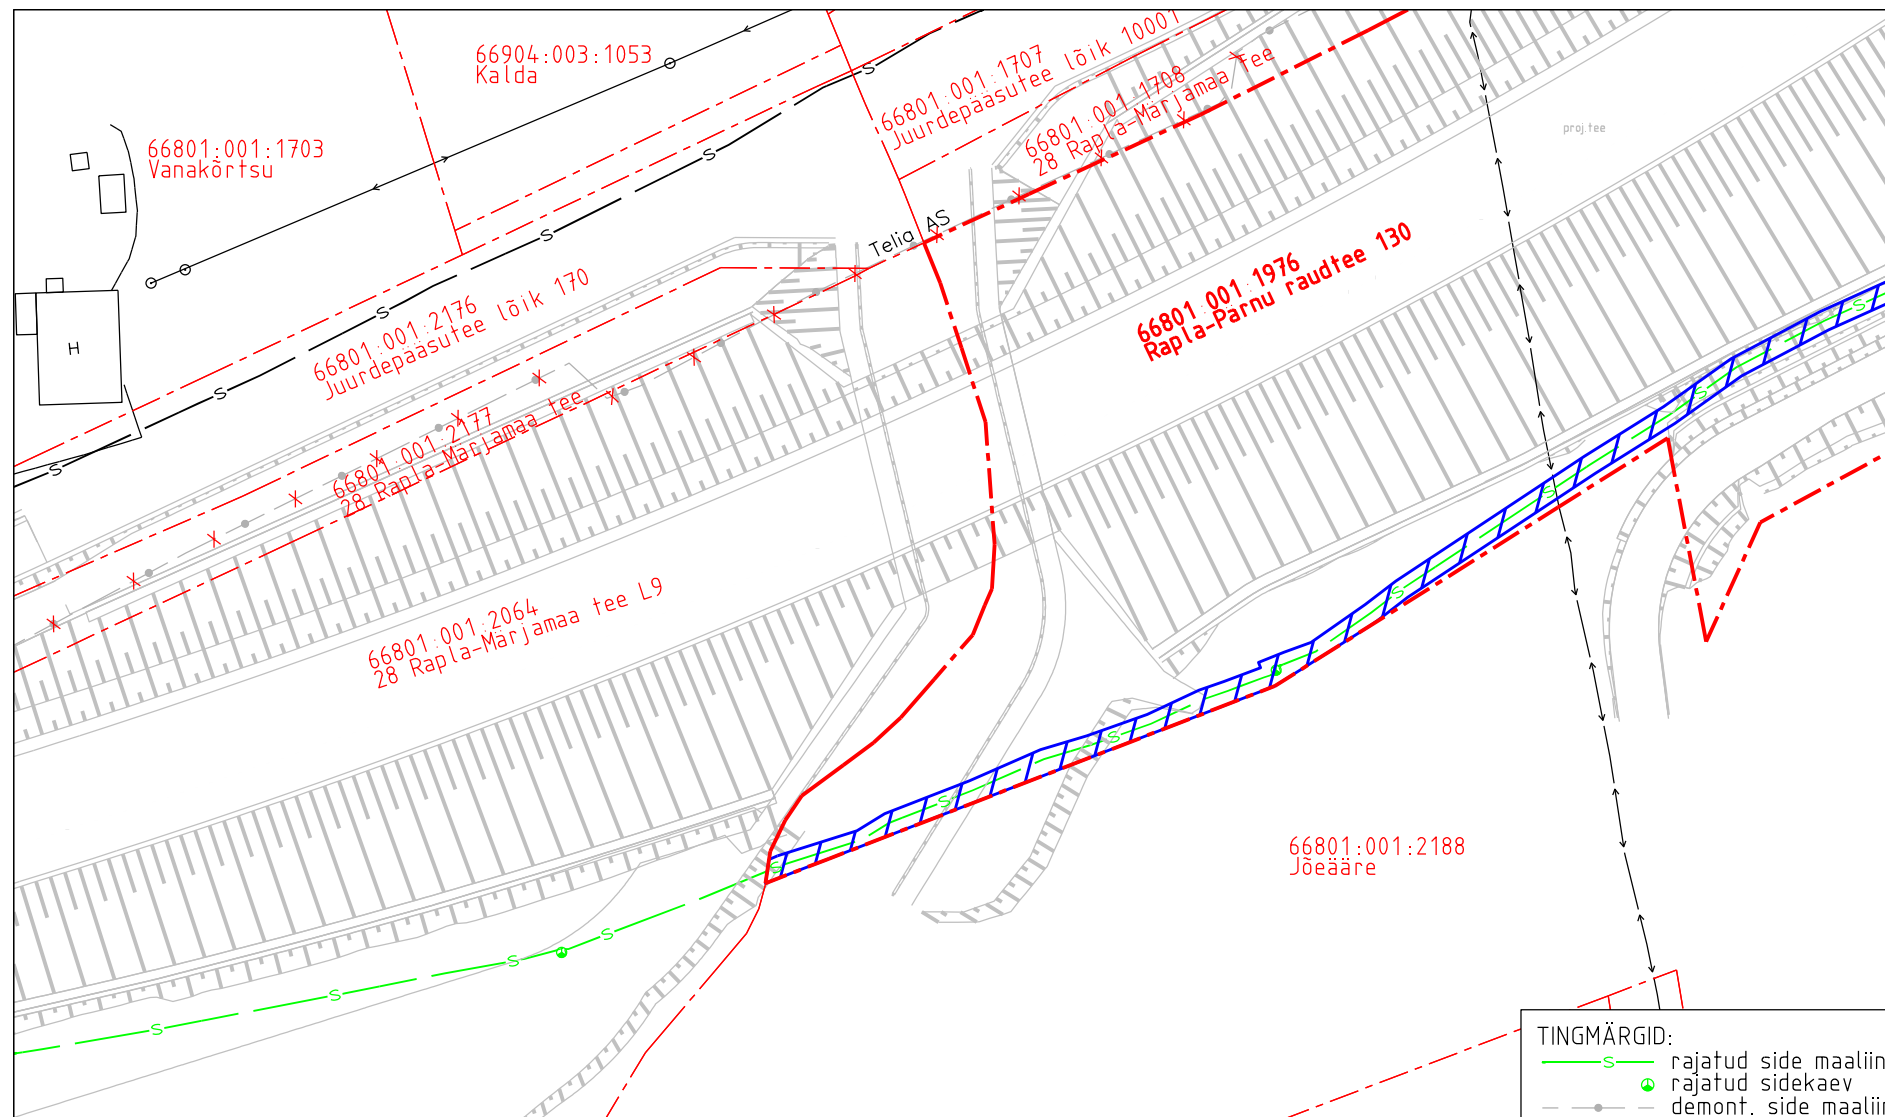 66904:003:1053
Kalda
66801:001:1703
Vanakõrtsu
66801:001:1707
Juurdepääsutee lõik 10001
66801:001:1708
28 Rapla-Märjamaa tee
proj.tee
Telia AS
66801:001:1976
Rapla-Pärnu raudtee 130
66801:001:2176
Juurdepääsutee lõik 170
H
66801:001:2177
28 Rapla-Märjamaa tee
66801:001:2064
28 Rapla-Märjamaa tee L9
66801:001:2188
Jõeääre
TINGMÄRGID:
S rajatud side maaliin
rajatud sidekaev
demont. side maaliin